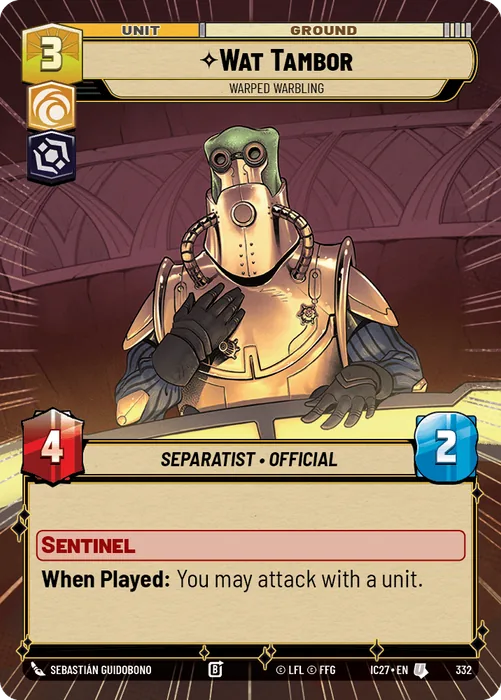 UNIT
GROUND
3
✧WAT TAMBOR
WARPED WARBLING
4
SEPARATIST • OFFICIAL
2
SENTINEL
When Played: You may attack with a unit.
SEBASTIÁN GUIDOBONO
B
© LFL © FFG
IC27•EN
U
332